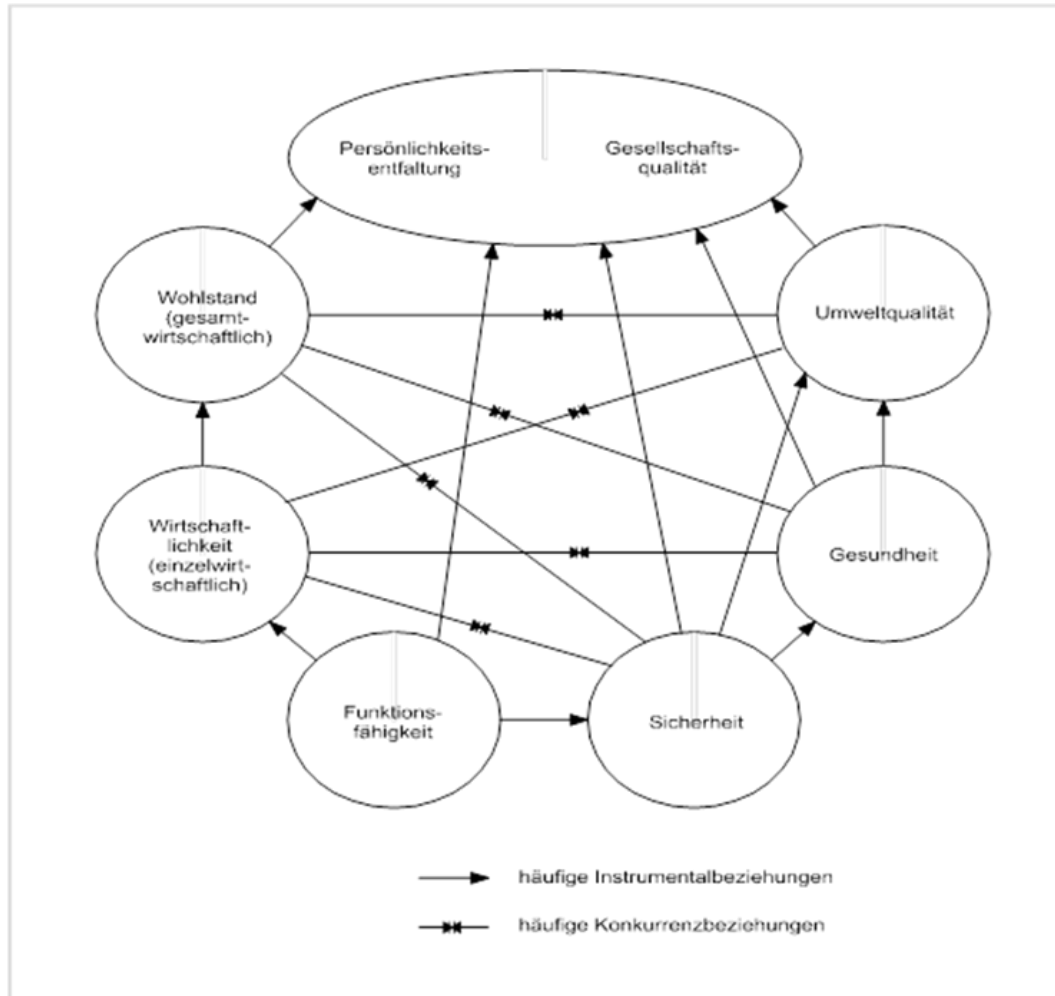 Persönlichkeits-
entfaltung
Gesellschafts-
qualität
Wohlstand
(gesamt-
wirtschaftlich)
Umweltqualität
Wirtschaft-
lichkeit
(einzelwirt-
schaftlich)
Gesundheit
Funktions-
fähigkeit
Sicherheit
häufige Instrumentalbeziehungen
häufige Konkurrenzbeziehungen